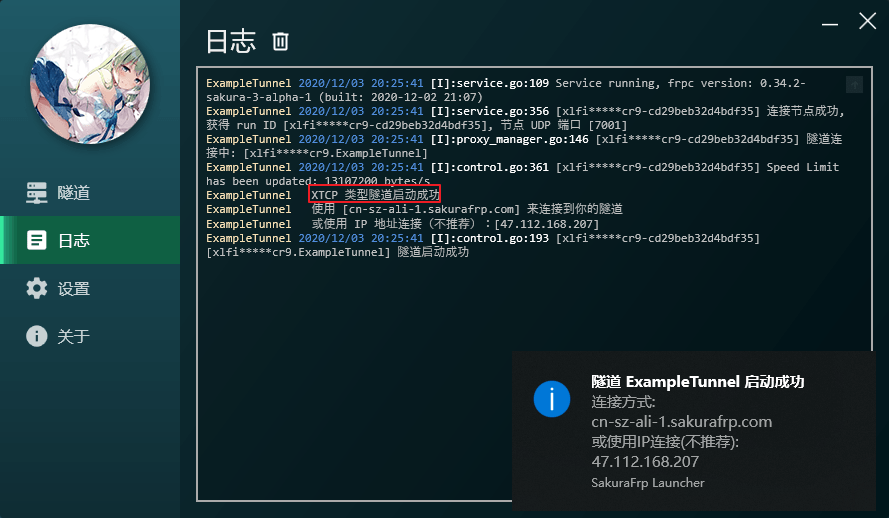 日志
隧道
日志
设置
关于
ExampleTunnel 2020/12/03 20:25:41 [I]:service.go:109 Service running, frpc version: 0.34.2-
sakura-3-alpha-1 (built: 2020-12-02 21:07)
ExampleTunnel 2020/12/03 20:25:41 [I]:service.go:356 [xlfi*****cr9-cd29beb32d4bdf35] 连接节点成功,
获得 run ID [xlfi*****cr9-cd29beb32d4bdf35], 节点 UDP 端口 [7001]
ExampleTunnel 2020/12/03 20:25:41 [I]:proxy_manager.go:146 [xlfi*****cr9-cd29beb32d4bdf35] 隧道连
接中: [xlfi*****cr9.ExampleTunnel]
ExampleTunnel 2020/12/03 20:25:41 [I]:control.go:361 [xlfi*****cr9-cd29beb32d4bdf35] Speed Limit
has been updated: 13107200 bytes/s
ExampleTunnel XTCP 类型隧道启动成功
ExampleTunnel 使用 [cn-sz-ali-1.sakurafrp.com] 来连接到你的隧道
ExampleTunnel 或使用 IP 地址连接（不推荐）：[47.112.168.207]
ExampleTunnel 2020/12/03 20:25:41 [I]:control.go:193 [xlfi*****cr9-cd29beb32d4bdf35]
[xlfi*****cr9.ExampleTunnel] 隧道启动成功
隧道 ExampleTunnel 启动成功
连接方式:
cn-sz-ali-1.sakurafrp.com
或使用IP连接(不推荐):
47.112.168.207
SakuraFrp Launcher